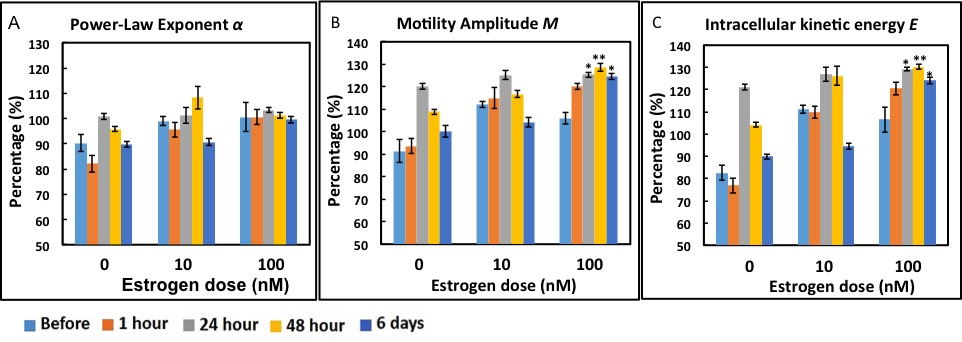 A
Power-Law Exponent α
Percentage (%)
130
120
110
100
90
80
70
60
50
0
10
100
Estrogen dose (nM)
B
Motility Amplitude M
Percentage (%)
140
130
120
110
100
90
80
70
60
50
* ** *
0
10
100
Estrogen dose (nM)
C
Intracellular kinetic energy E
Percentage (%)
140
130
120
110
100
90
80
70
60
50
* ** *
0
10
100
Estrogen dose (nM)
Before 1 hour 24 hour 48 hour 6 days